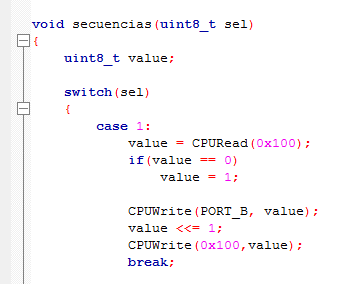 void secuencias(uint8_t sel)
{
uint8_t value;
switch(sel)
{
case 1:
value = CPURead(0x100);
if(value == 0)
value = 1;
CPUWrite(PORT_B, value);
value <<= 1;
CPUWrite(0x100,value);
break;